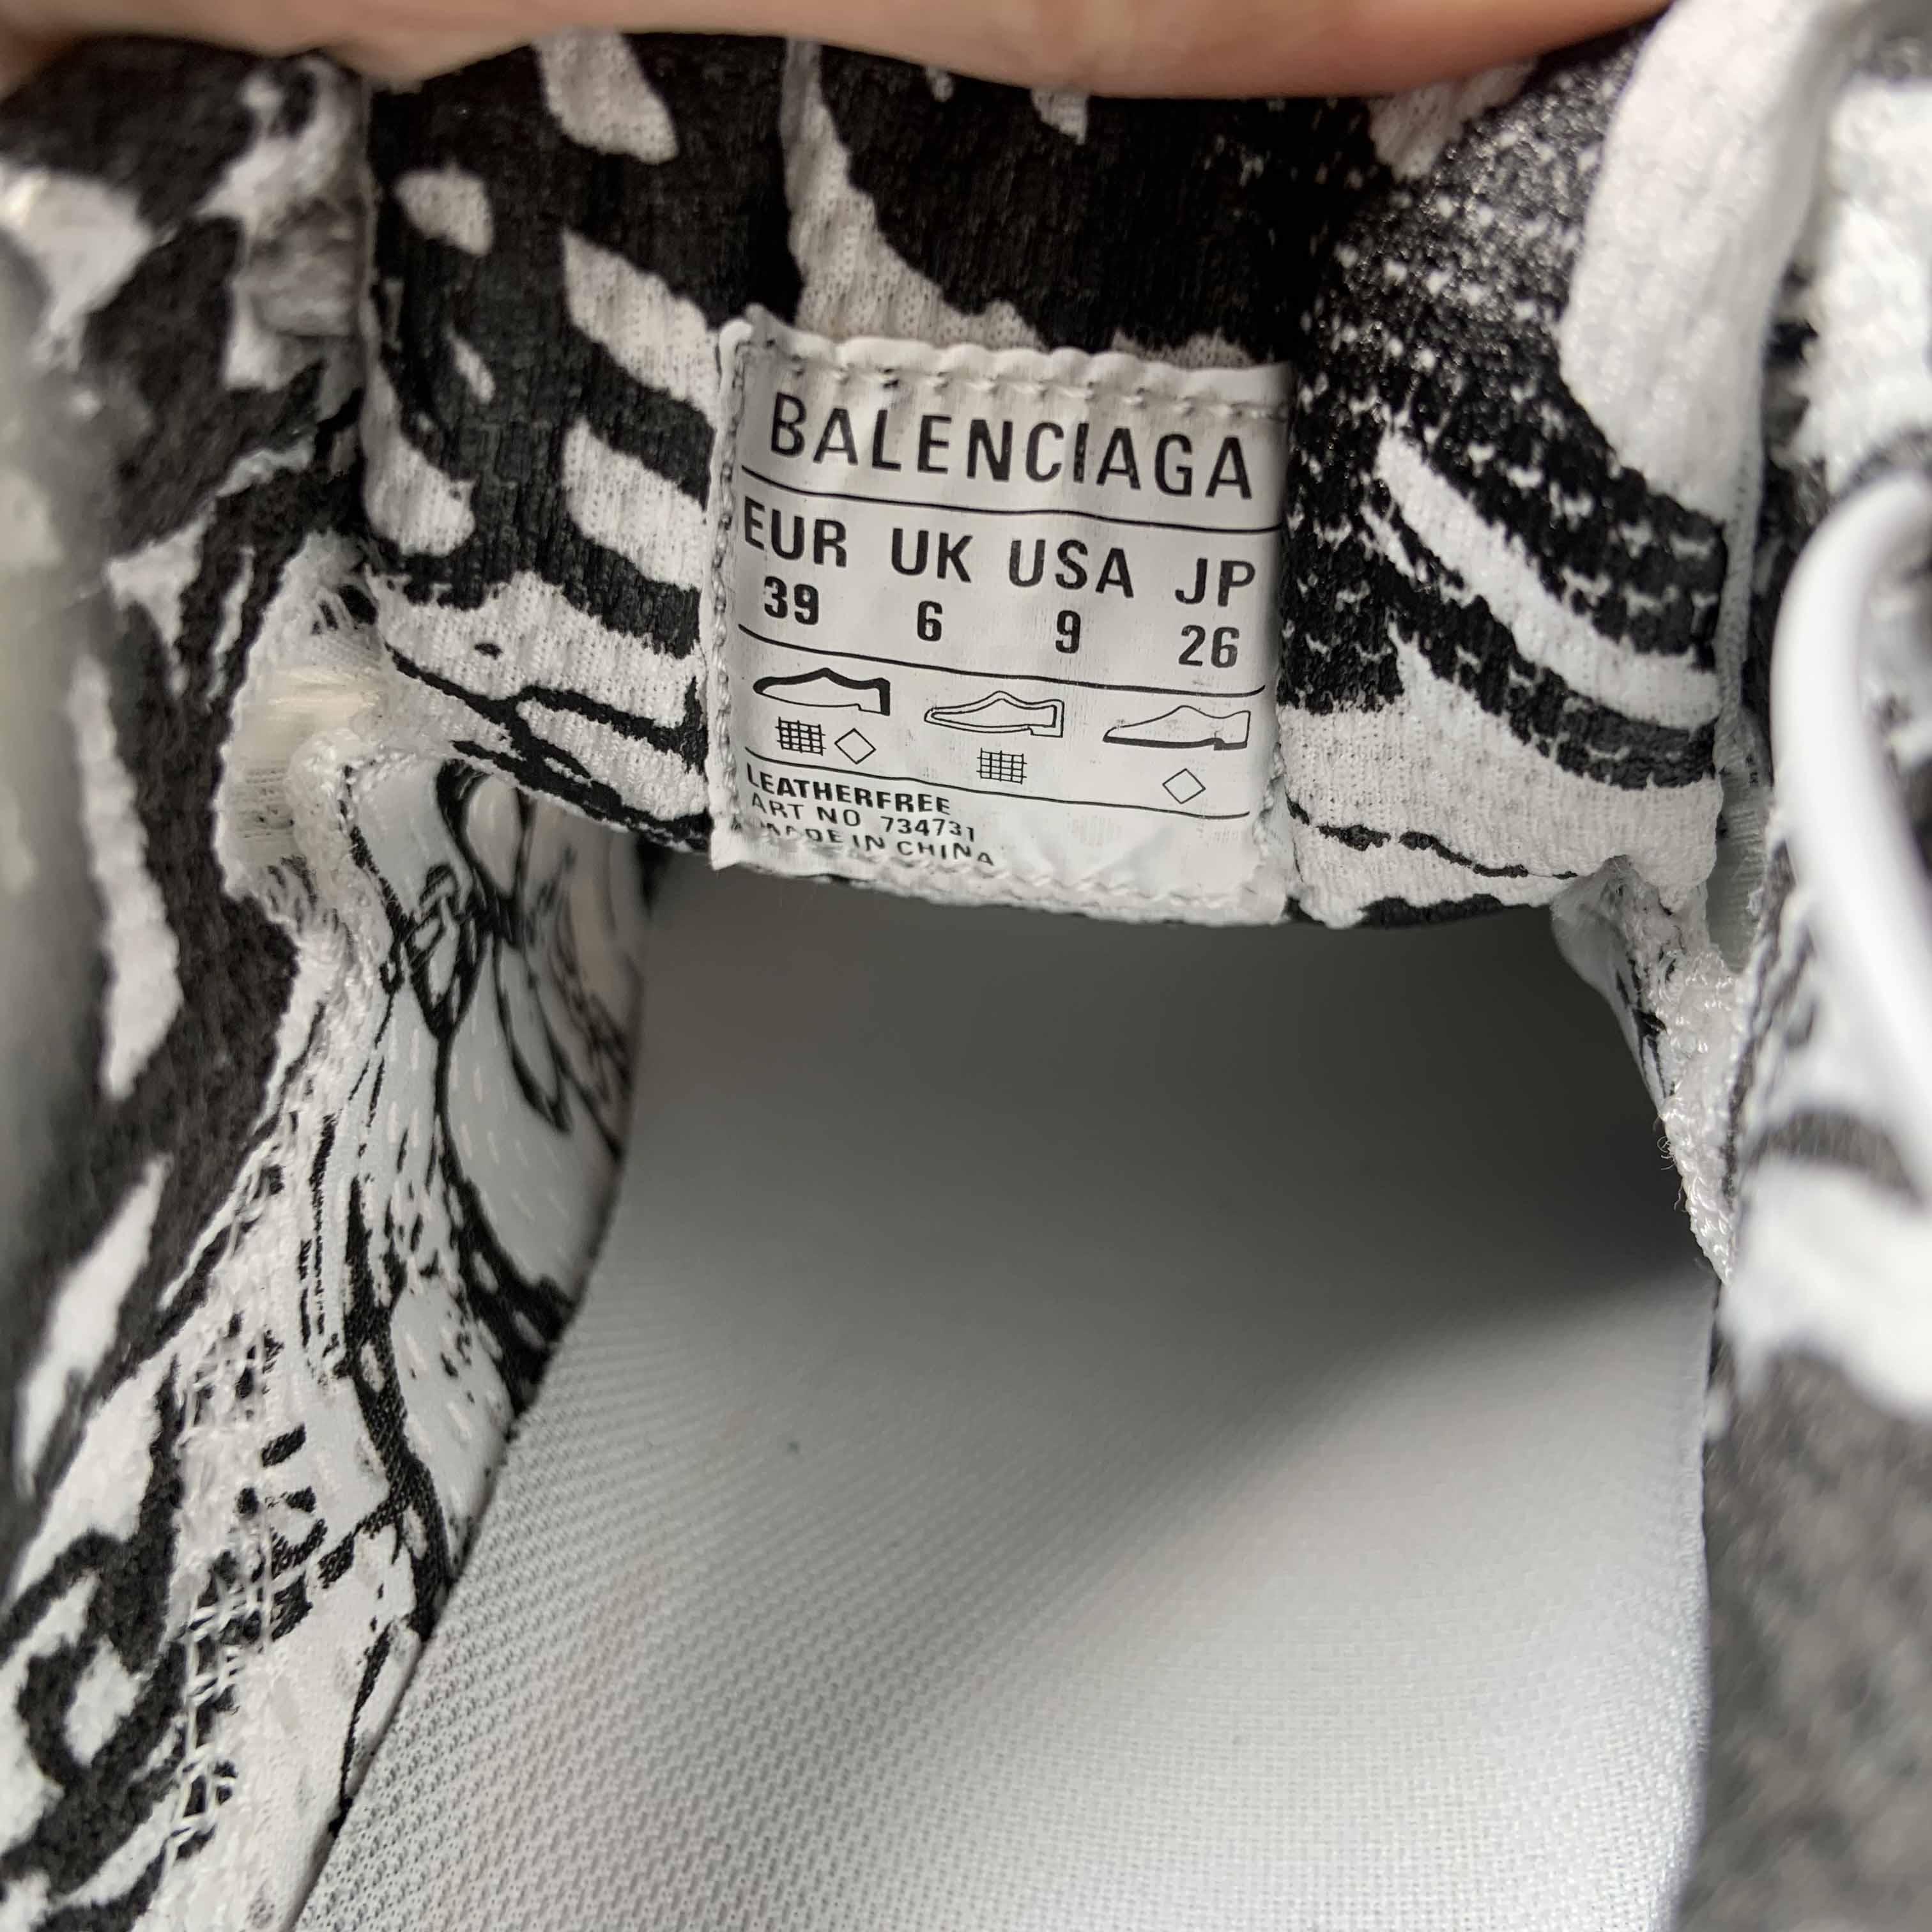 BALENCIAGA
EUR UK USA JP
39 6 9 26
LEATHERFREE
ART NO 734731
MADE IN CHINA